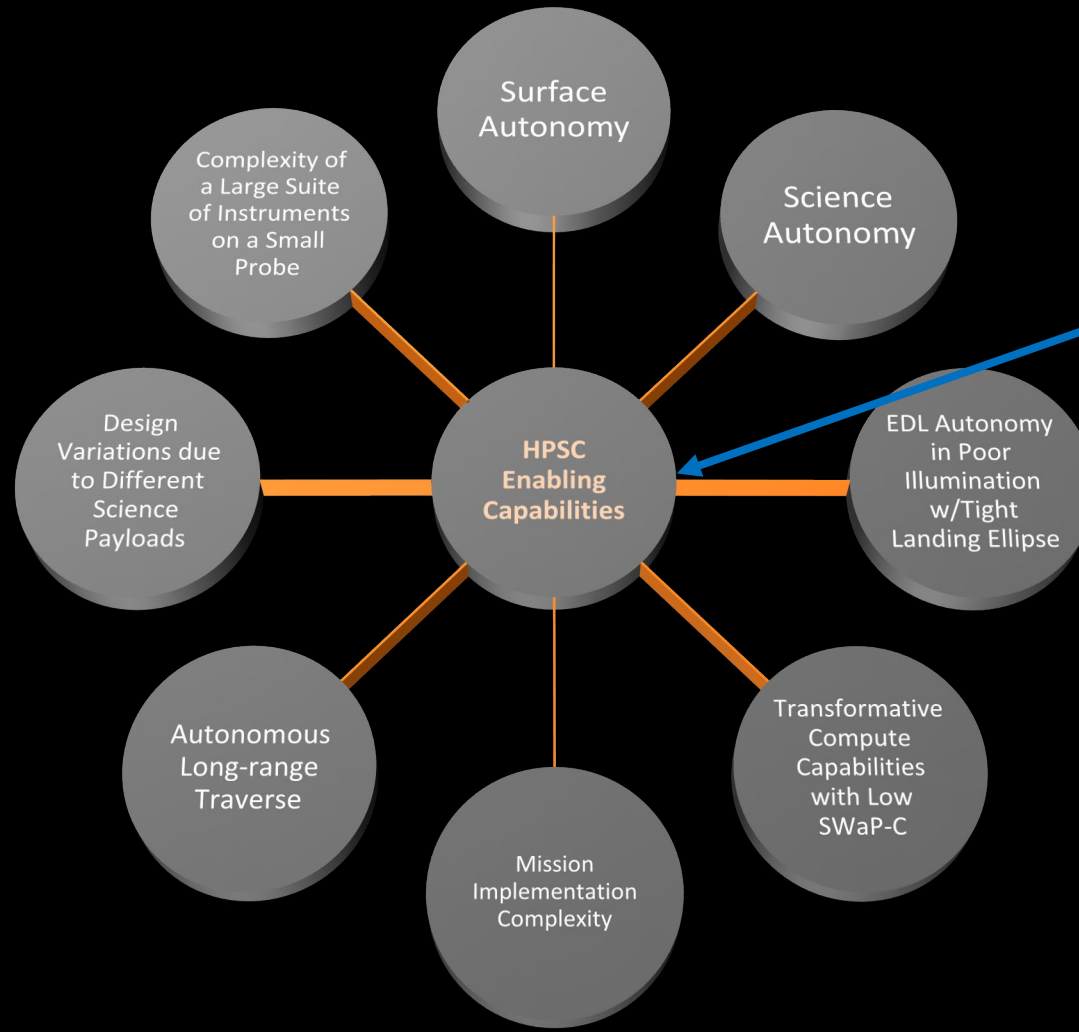 Surface
Autonomy
Complexity of
a Large Suite
of Instruments
on a Small
Probe
Science
Autonomy
Design
Variations due
to Different
Science
Payloads
HPSC
Enabling
Capabilities
EDL Autonomy
in Poor
Illumination
w/Tight
Landing Ellipse
Autonomous
Long-range
Traverse
Transformative
Compute
Capabilities
with Low
SWaP-C
Mission
Implementation
Complexity